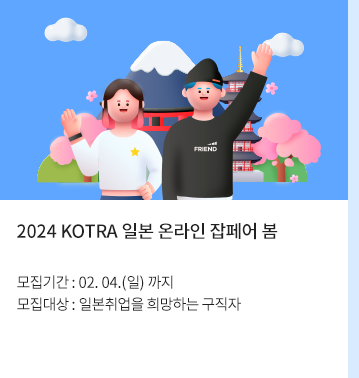 FRIEND
2024 KOTRA 일본 온라인 잡페어 봄
모집기간 : 02. 04.(일) 까지
모집대상 : 일본취업을 희망하는 구직자